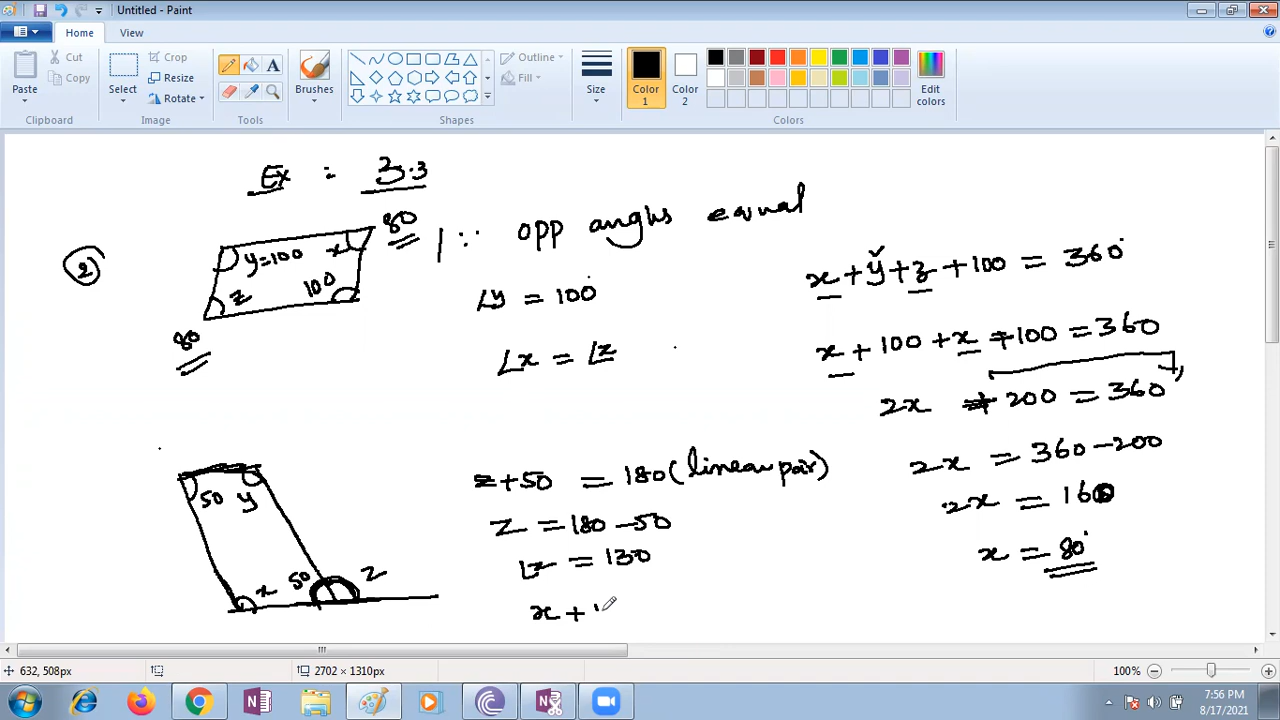 Untitled - Paint
Home View
Paste
Cut
Copy
Clipboard
Select
Crop
Resize
Rotate
Image
A
Tools
Brushes
Shapes
Outline
Fill
Size
Color 1
Color 2
Edit colors
Colors
Ex : 3.3
2
80
y=100 x
z 100
80
∵ opp angles equal
∠y = 100°
∠x = ∠z
x + y + z + 100 = 360°
x + 100 + x + 100 = 360
2x + 200 = 360
2x = 360 - 200
2x = 160
x = 80°
50 y
x 50 z
z + 50 = 180 (linear pair)
z = 180 - 50
∠z = 130
x +
632, 508px
2702 × 1310px
100%
7:56 PM
8/17/2021